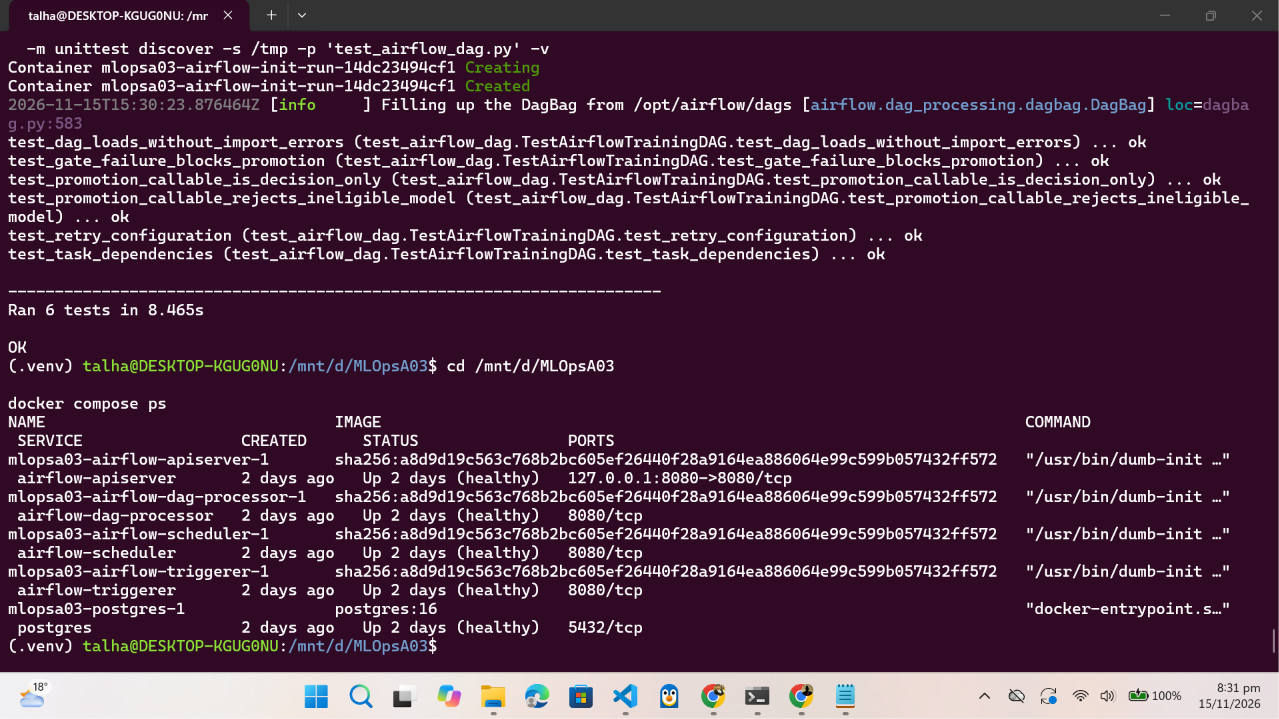 talha@DESKTOP-KGUG0NU: /mr
-m unittest discover -s /tmp -p 'test_airflow_dag.py' -v
Container mlopsa03-airflow-init-run-14dc23494cf1 Creating
Container mlopsa03-airflow-init-run-14dc23494cf1 Created
2026-11-15T15:30:23.876464Z [info     ] Filling up the DagBag from /opt/airflow/dags [airflow.dag_processing.dagbag.DagBag] loc=dagba
g.py:583
test_dag_loads_without_import_errors (test_airflow_dag.TestAirflowTrainingDAG.test_dag_loads_without_import_errors) ... ok
test_gate_failure_blocks_promotion (test_airflow_dag.TestAirflowTrainingDAG.test_gate_failure_blocks_promotion) ... ok
test_promotion_callable_is_decision_only (test_airflow_dag.TestAirflowTrainingDAG.test_promotion_callable_is_decision_only) ... ok
test_promotion_callable_rejects_ineligible_model (test_airflow_dag.TestAirflowTrainingDAG.test_promotion_callable_rejects_ineligible_
model) ... ok
test_retry_configuration (test_airflow_dag.TestAirflowTrainingDAG.test_retry_configuration) ... ok
test_task_dependencies (test_airflow_dag.TestAirflowTrainingDAG.test_task_dependencies) ... ok
----------------------------------------------------------------------
Ran 6 tests in 8.465s
OK
(.venv) talha@DESKTOP-KGUG0NU:/mnt/d/MLOpsA03$ cd /mnt/d/MLOpsA03
docker compose ps
NAME                               IMAGE                                                                     COMMAND
 SERVICE                 CREATED      STATUS                PORTS
mlopsa03-airflow-apiserver-1       sha256:a8d9d19c563c768b2bc605ef26440f28a9164ea886064e99c599b057432ff572   "/usr/bin/dumb-init …"
 airflow-apiserver       2 days ago   Up 2 days (healthy)   127.0.0.1:8080->8080/tcp
mlopsa03-airflow-dag-processor-1   sha256:a8d9d19c563c768b2bc605ef26440f28a9164ea886064e99c599b057432ff572   "/usr/bin/dumb-init …"
 airflow-dag-processor   2 days ago   Up 2 days (healthy)   8080/tcp
mlopsa03-airflow-scheduler-1       sha256:a8d9d19c563c768b2bc605ef26440f28a9164ea886064e99c599b057432ff572   "/usr/bin/dumb-init …"
 airflow-scheduler       2 days ago   Up 2 days (healthy)   8080/tcp
mlopsa03-airflow-triggerer-1       sha256:a8d9d19c563c768b2bc605ef26440f28a9164ea886064e99c599b057432ff572   "/usr/bin/dumb-init …"
 airflow-triggerer       2 days ago   Up 2 days (healthy)   8080/tcp
mlopsa03-postgres-1                postgres:16                                                               "docker-entrypoint.s…"
 postgres                2 days ago   Up 2 days (healthy)   5432/tcp
(.venv) talha@DESKTOP-KGUG0NU:/mnt/d/MLOpsA03$
18°
100%
8:31 pm
15/11/2026